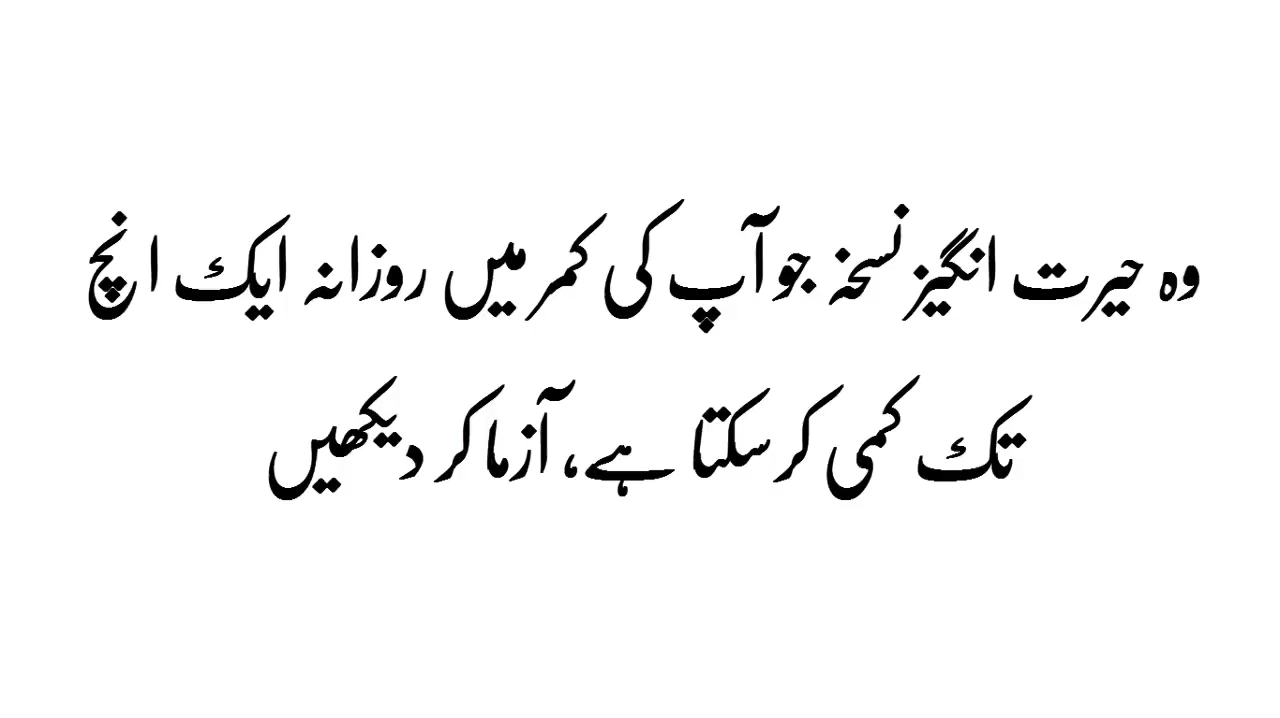 وہ حیرت انگیز نسخہ جو آپ کی کمر میں روزانہ ایک انچ
تک کمی کر سکتا ہے، آزما کر دیکھیں